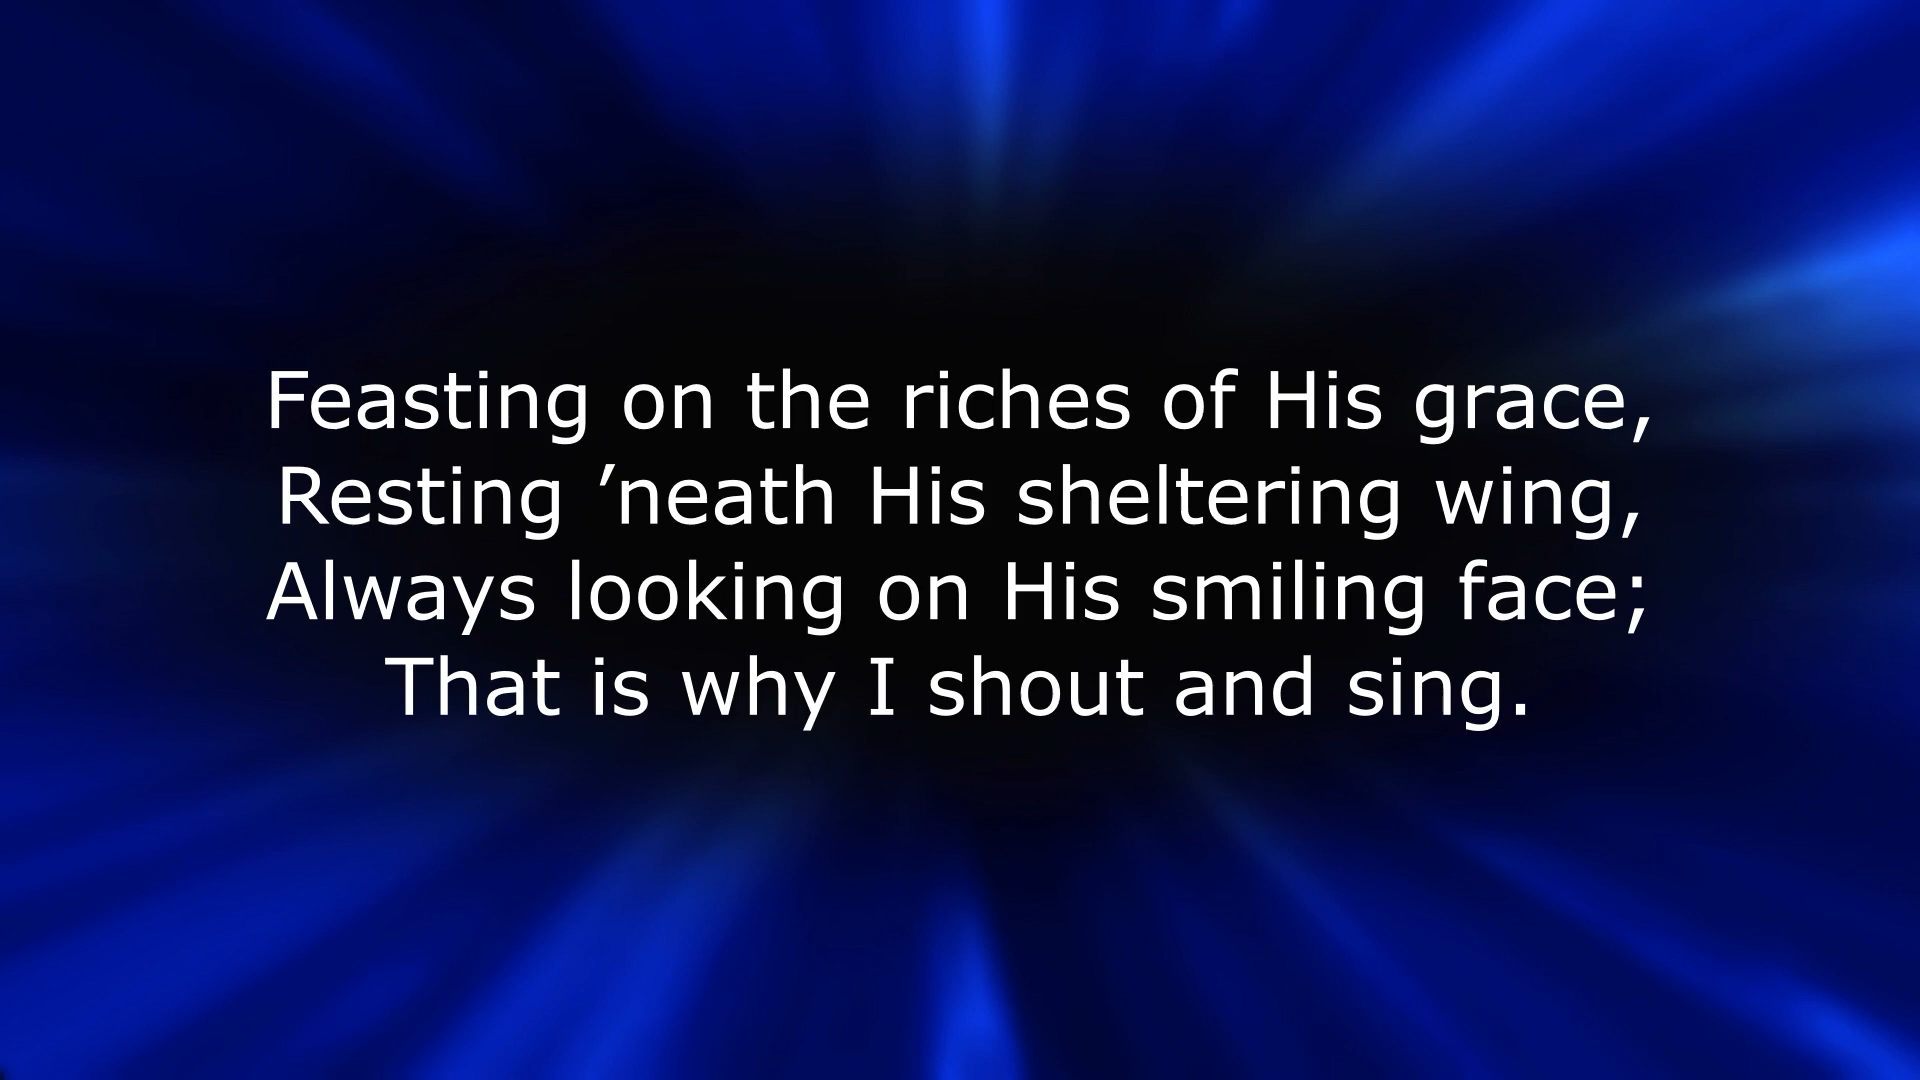 Feasting on the riches of His grace,
Resting ’neath His sheltering wing,
Always looking on His smiling face;
That is why I shout and sing.